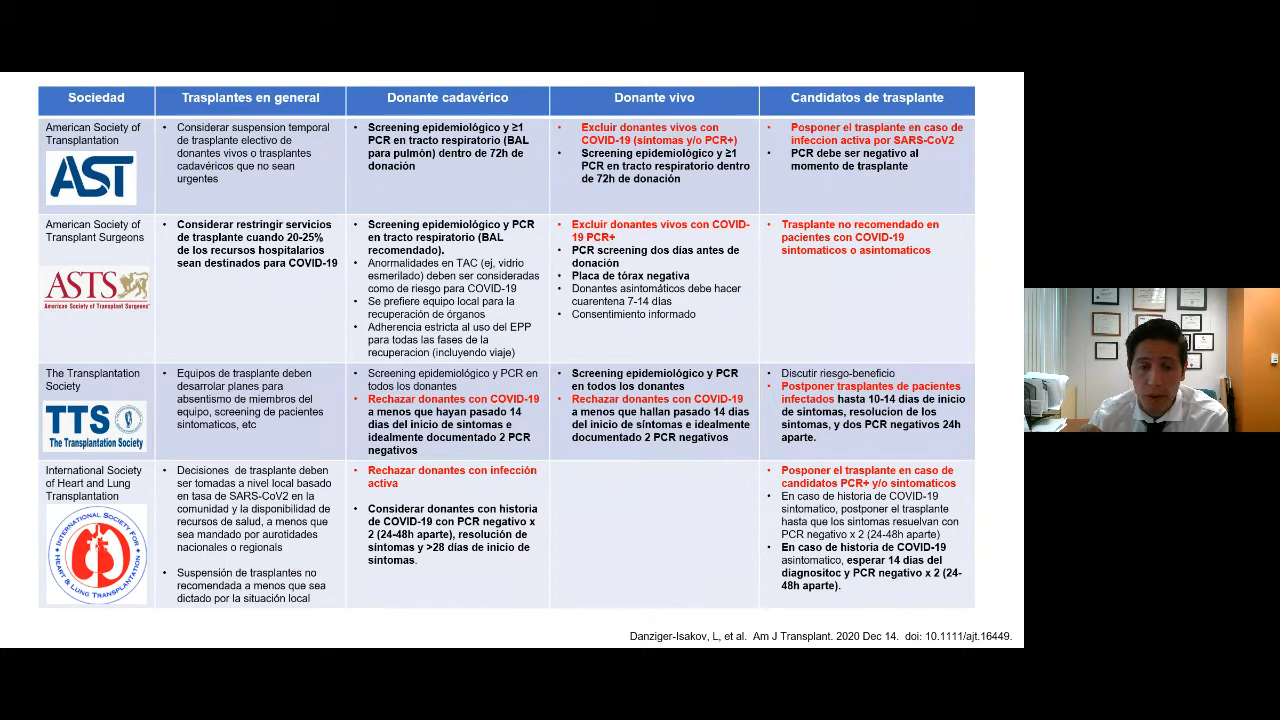 Sociedad
Trasplantes en general
Donante cadavérico
Donante vivo
Candidatos de trasplante
American Society of
Transplantation
AST
• Considerar suspension temporal
de trasplante electivo de
donantes vivos o trasplantes
cadavéricos que no sean
urgentes
• Screening epidemiológico y ≥1
PCR en tracto respiratorio (BAL
para pulmón) dentro de 72h de
donación
• Excluir donantes vivos con
COVID-19 (síntomas y/o PCR+)
• Screening epidemiológico y ≥1
PCR en tracto respiratorio dentro
de 72h de donación
• Posponer el trasplante en caso de
infeccion activa por SARS-CoV2
• PCR debe ser negativo al
momento de trasplante
American Society of
Transplant Surgeons
ASTS
American Society of Transplant Surgeons®
• Considerar restringir servicios
de trasplante cuando 20-25%
de los recursos hospitalarios
sean destinados para COVID-19
• Screening epidemiológico y PCR
en tracto respiratorio (BAL
recomendado).
• Anormalidades en TAC (ej, vidrio
esmerilado) deben ser consideradas
como de riesgo para COVID-19
• Se prefiere equipo local para la
recuperación de órganos
• Adherencia estricta al uso del EPP
para todas las fases de la
recuperacion (incluyendo viaje)
• Excluir donantes vivos con COVID-
19 PCR+
• PCR screening dos días antes de
donación
• Placa de tórax negativa
• Donantes asintomáticos debe hacer
cuarentena 7-14 días
• Consentimiento informado
• Trasplante no recomendado en
pacientes con COVID-19
sintomaticos o asintomaticos
The Transplantation
Society
TTS
The Transplantation Society
• Equipos de trasplante deben
desarrolar planes para
absentismo de miembros del
equipo, screening de pacientes
sintomaticos, etc
• Screening epidemiológico y PCR en
todos los donantes
• Rechazar donantes con COVID-19
a menos que hayan pasado 14
días del inicio de síntomas e
idealmente documentado 2 PCR
negativos
• Screening epidemiológico y PCR
en todos los donantes
• Rechazar donantes con COVID-19
a menos que hallan pasado 14 días
del inicio de síntomas e idealmente
documentado 2 PCR negativos
• Discutir riesgo-beneficio
• Postponer trasplantes de pacientes
infectados hasta 10-14 dias de inicio
de sintomas, resolucion de los
sintomas, y dos PCR negativos 24h
aparte.
International Society
of Heart and Lung
Transplantation
INTERNATIONAL SOCIETY FOR
HEART & LUNG TRANSPLANTATION
• Decisiones de trasplante deben
ser tomadas a nivel local basado
en tasa de SARS-CoV2 en la
comunidad y la disponibilidad de
recursos de salud, a menos que
sea mandado por aurotidades
nacionales o regionals
• Suspensión de trasplantes no
recomendada a menos que sea
dictado por la situación local
• Rechazar donantes con infección
activa
• Considerar donantes con historia
de COVID-19 con PCR negativo x
2 (24-48h aparte), resolución de
síntomas y >28 días de inicio de
síntomas.
• Posponer el trasplante en caso de
candidatos PCR+ y/o sintomaticos
• En caso de historia de COVID-19
sintomatico, postponer el trasplante
hasta que los sintomas resuelvan con
PCR negativo x 2 (24-48h aparte)
• En caso de historia de COVID-19
asintomatico, esperar 14 días del
diagnositoc y PCR negativo x 2 (24-
48h aparte).
Danziger-Isakov, L, et al. Am J Transplant. 2020 Dec 14. doi: 10.1111/ajt.16449.